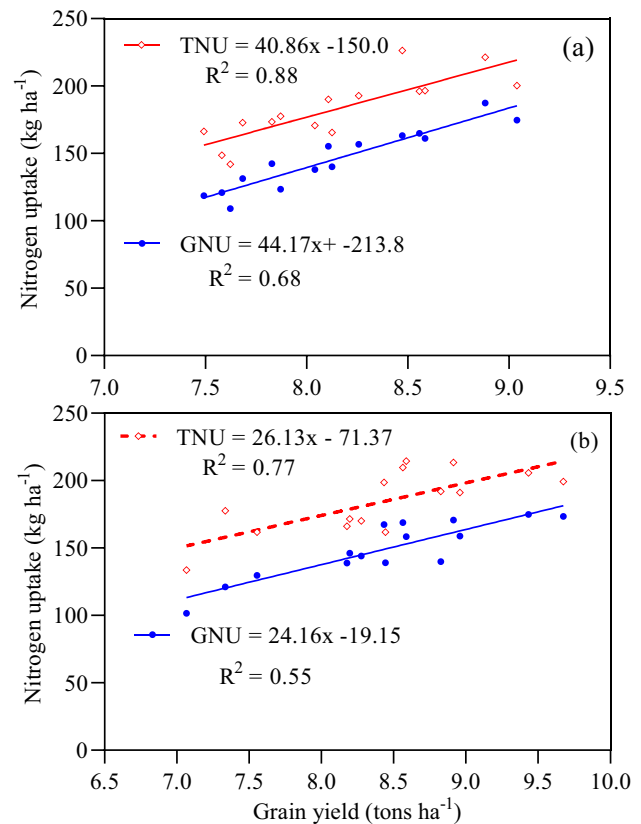 250
200
150
100
50
0
Nitrogen uptake (kg ha⁻¹)
TNU = 40.86x -150.0
R² = 0.88
(a)
GNU = 44.17x+ -213.8
R² = 0.68
7.0 7.5 8.0 8.5 9.0 9.5
250
200
150
100
50
0
Nitrogen uptake (kg ha⁻¹)
TNU = 26.13x - 71.37
R² = 0.77
(b)
GNU = 24.16x -19.15
R² = 0.55
6.5 7.0 7.5 8.0 8.5 9.0 9.5 10.0
Grain yield (tons ha⁻¹)